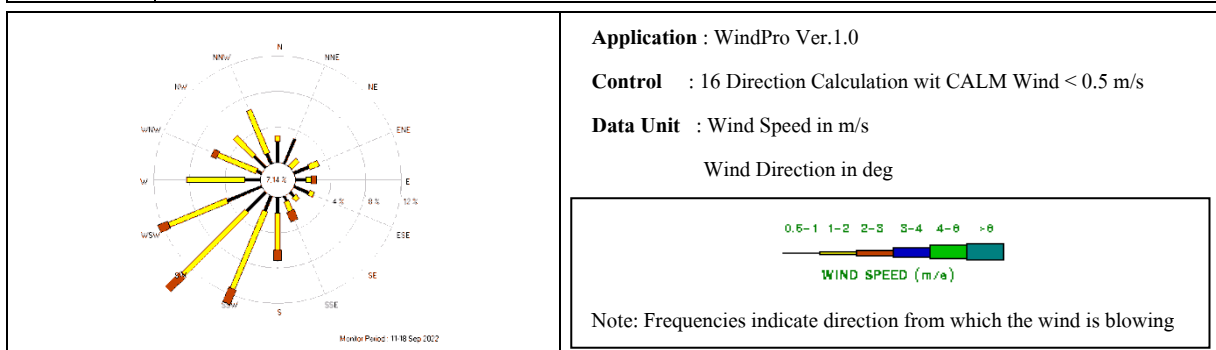 N
NNW
NNE
NW
NE
WNW
ENE
7.14 %
W
E
4 %
8 %
12 %
WSW
ESE
SW
SE
SSW
SSE
S
Monitor Period : 11-18 Sep 2022
Application : WindPro Ver.1.0
Control : 16 Direction Calculation wit CALM Wind < 0.5 m/s
Data Unit : Wind Speed in m/s
Wind Direction in deg
0.5-1 1-2 2-3 3-4 4-6 >6
WIND SPEED (m/s)
Note: Frequencies indicate direction from which the wind is blowing